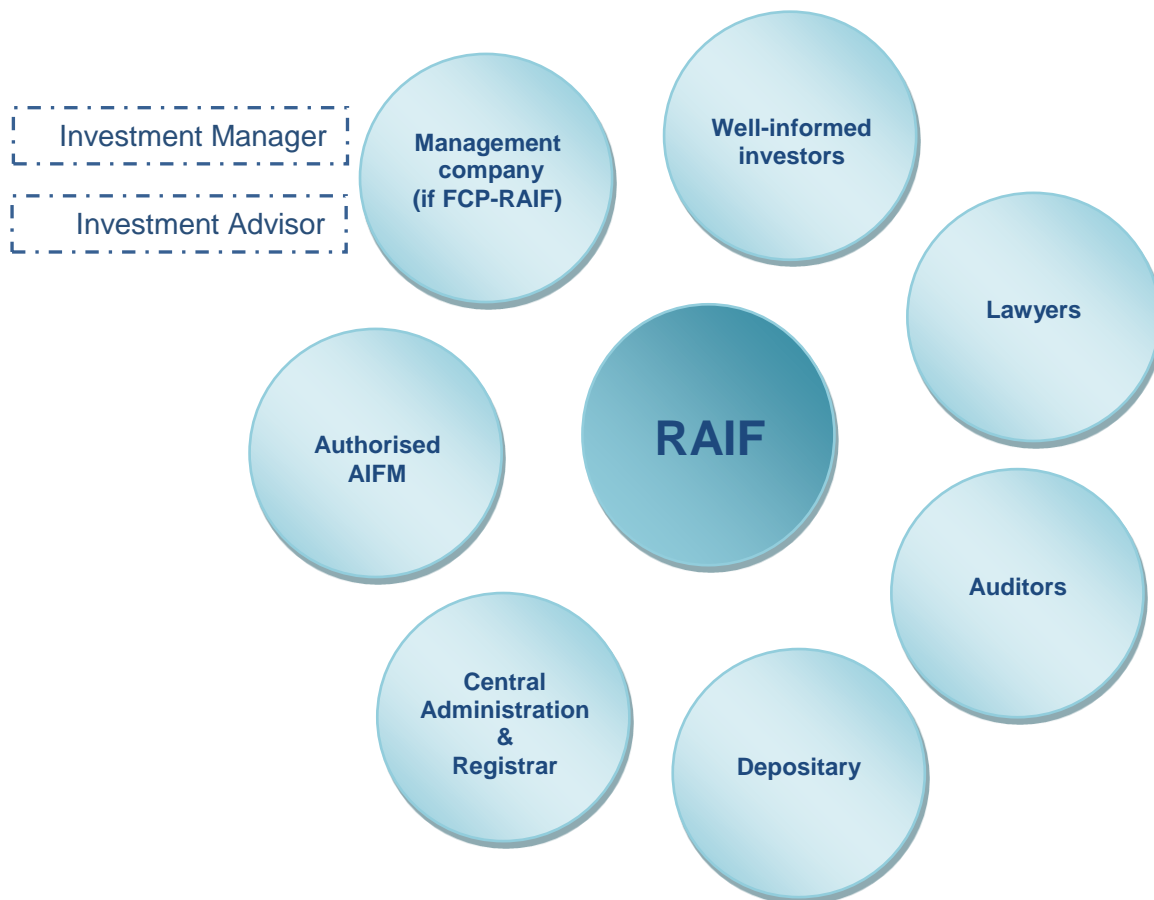 Investment Manager
Investment Advisor
Management
company
(if FCP-RAIF)
Well-informed
investors
Lawyers
RAIF
Authorised
AIFM
Auditors
Central
Administration
&
Registrar
Depositary